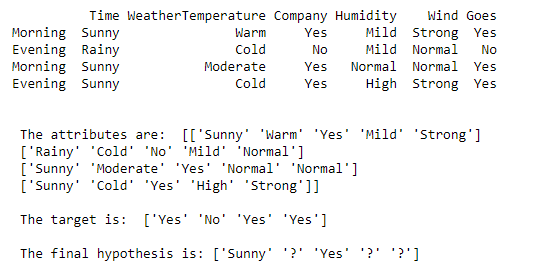 Time WeatherTemperature Company Humidity Wind Goes
Morning Sunny Warm Yes Mild Strong Yes
Evening Rainy Cold No Mild Normal No
Morning Sunny Moderate Yes Normal Normal Yes
Evening Sunny Cold Yes High Strong Yes
The attributes are: [['Sunny' 'Warm' 'Yes' 'Mild' 'Strong']
['Rainy' 'Cold' 'No' 'Mild' 'Normal']
['Sunny' 'Moderate' 'Yes' 'Normal' 'Normal']
['Sunny' 'Cold' 'Yes' 'High' 'Strong']]
The target is: ['Yes' 'No' 'Yes' 'Yes']
The final hypothesis is: ['Sunny' '?' 'Yes' '?' '?']